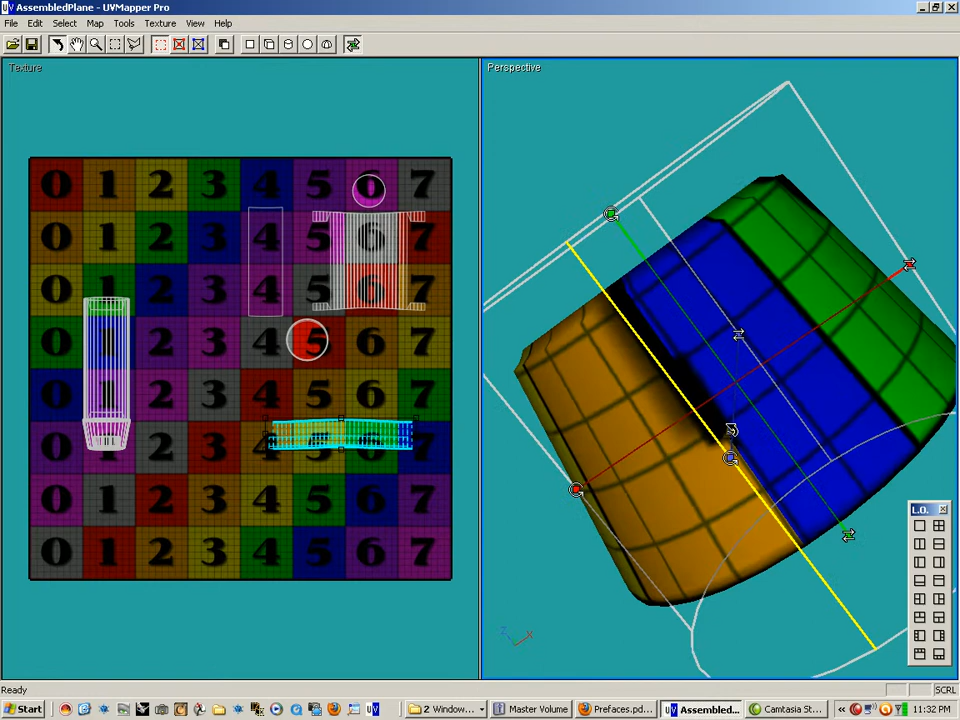 AssembledPlane - UVMapper Pro
File Edit Select Map Tools Texture View Help
Texture
Perspective
0 1 2 3 4 5 6 7
0 1 2 3 4 5 6 7
0 1 2 3 4 5 6 7
0 1 2 3 4 5 6 7
0 1 2 3 4 5 6 7
0 1 2 3 4 5 6 7
0 1 2 3 4 5 6 7
0 1 2 3 4 5 6 7
L.O.
Z X
Ready
SCRL
Start
2 Window...
Master Volume
Prefaces.pd...
Assembled...
Camtasia St...
11:32 PM